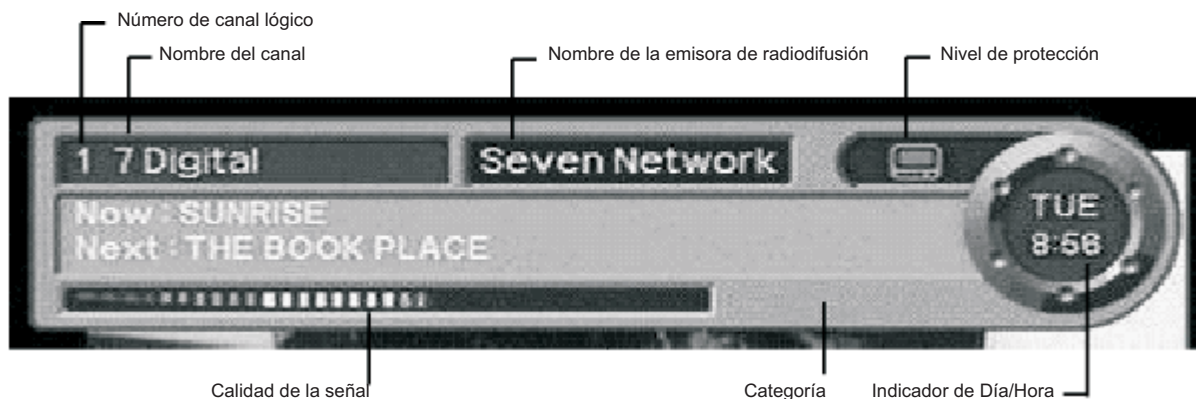 Número de canal lógico
Nombre del canal
Nombre de la emisora de radiodifusión
Nivel de protección
1 7 Digital
Seven Network
Now : SUNRISE
Next : THE BOOK PLACE
TUE
8:56
Calidad de la señal
Categoría
Indicador de Día/Hora